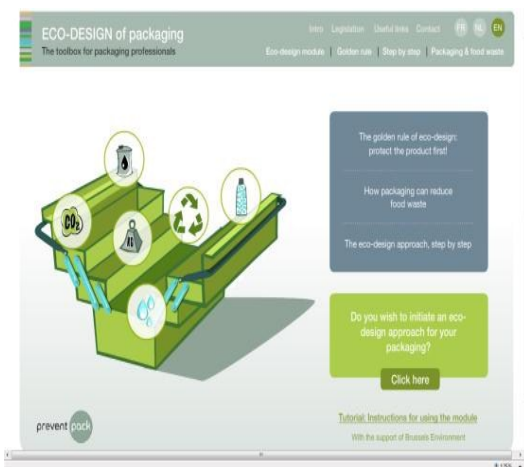 ECO-DESIGN of packaging
The toolbox for packaging professionals
Intro Legislation Useful links Contact FR NL EN
Eco-design module | Golden rule | Step by step | Packaging & food waste
The golden rule of eco-design:
protect the product first!
How packaging can reduce
food waste
The eco-design approach, step by step
CO2
KG
Do you wish to initiate an eco-
design approach for your
packaging?
Click here
Tutorial: Instructions for using the module
With the support of Brussels Environment
prevent pack